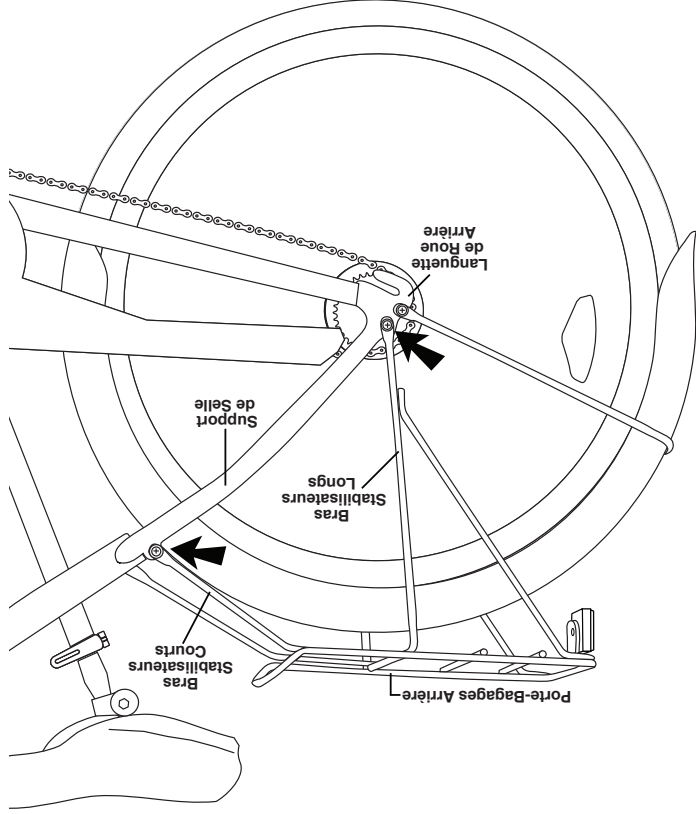 Porte-Bagages Arrière
Bras
Stabilisateurs
Courts
Bras
Stabilisateurs
Longs
Support
de Selle
Languette
de Roue
Arrière